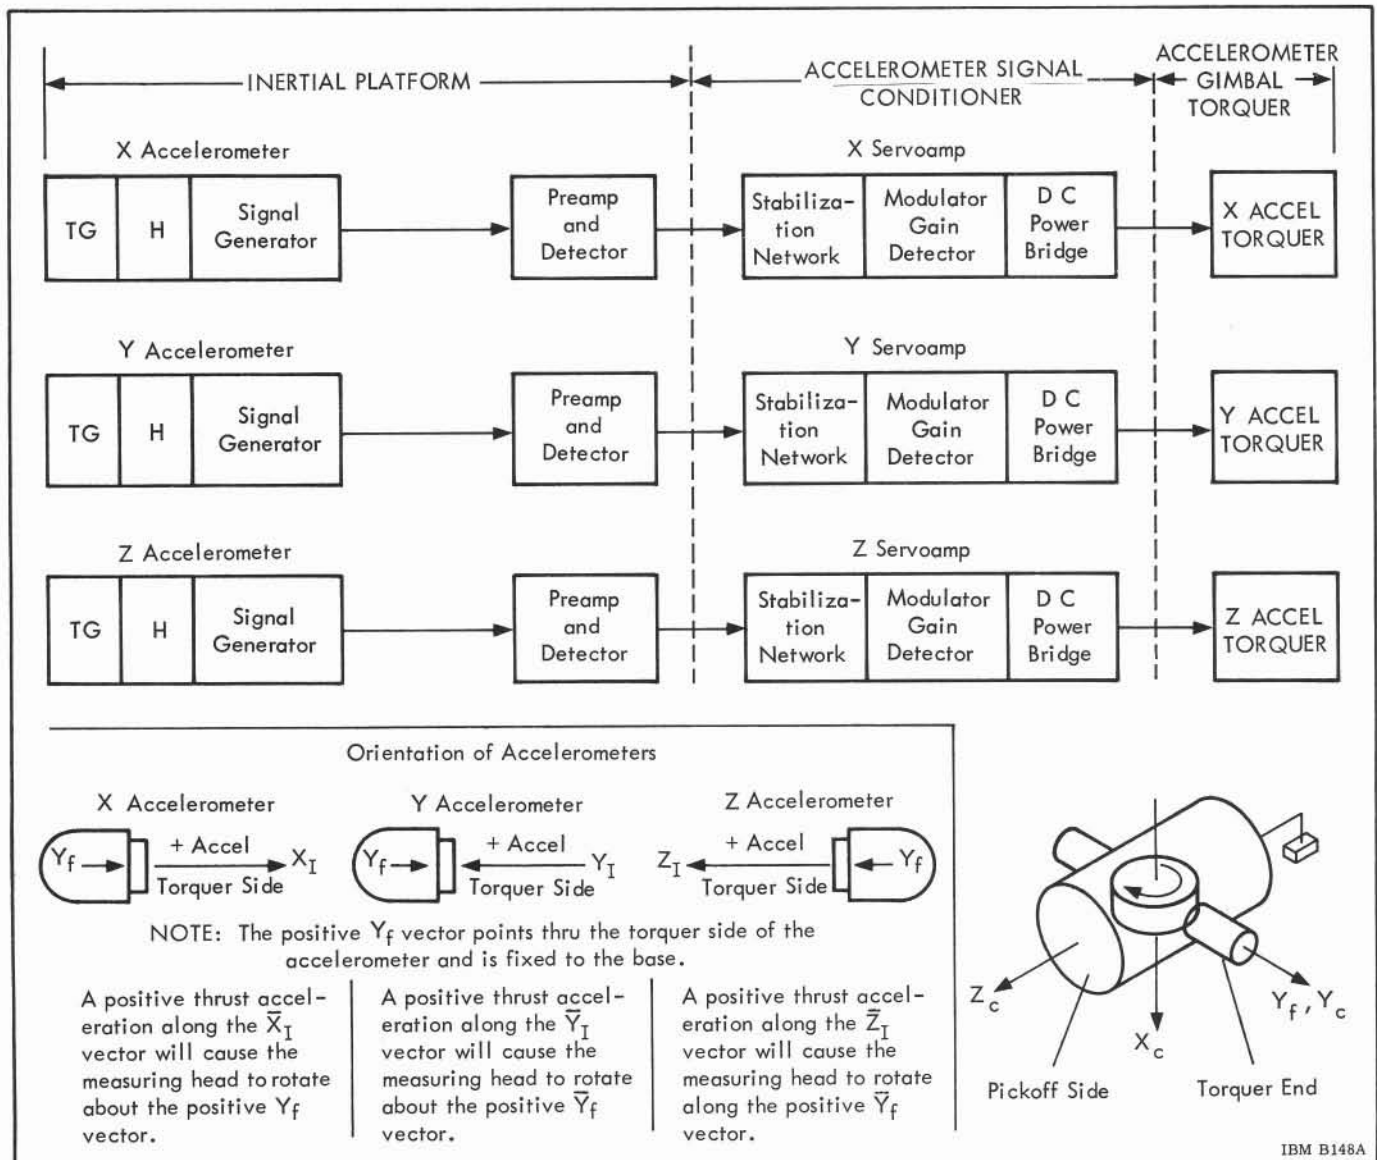 INERTIAL PLATFORM
ACCELEROMETER SIGNAL
CONDITIONER
ACCELEROMETER
GIMBAL
TORQUER
X Accelerometer
X Servoamp
TG
H
Signal
Generator
Preamp
and
Detector
Stabiliza-
tion
Network
Modulator
Gain
Detector
D C
Power
Bridge
X ACCEL
TORQUER
Y Accelerometer
Y Servoamp
TG
H
Signal
Generator
Preamp
and
Detector
Stabiliza-
tion
Network
Modulator
Gain
Detector
D C
Power
Bridge
Y ACCEL
TORQUER
Z Accelerometer
Z Servoamp
TG
H
Signal
Generator
Preamp
and
Detector
Stabiliza-
tion
Network
Modulator
Gain
Detector
D C
Power
Bridge
Z ACCEL
TORQUER
Orientation of Accelerometers
X Accelerometer
Yf
+ Accel
XI
Torquer Side
Y Accelerometer
Yf
+ Accel
YI
Torquer Side
Z Accelerometer
ZI
+ Accel
Yf
Torquer Side
NOTE: The positive Yf vector points thru the torquer side of the
accelerometer and is fixed to the base.
A positive thrust accel-
eration along the X̄I
vector will cause the
measuring head to rotate
about the positive Yf
vector.
A positive thrust accel-
eration along the ȲI
vector will cause the
measuring head to rotate
about the positive Ȳf
vector.
A positive thrust accel-
eration along the Z̄I
vector will cause the
measuring head to rotate
along the positive Ȳf
vector.
Zc
Xc
Yf, Yc
Pickoff Side
Torquer End
IBM B148A